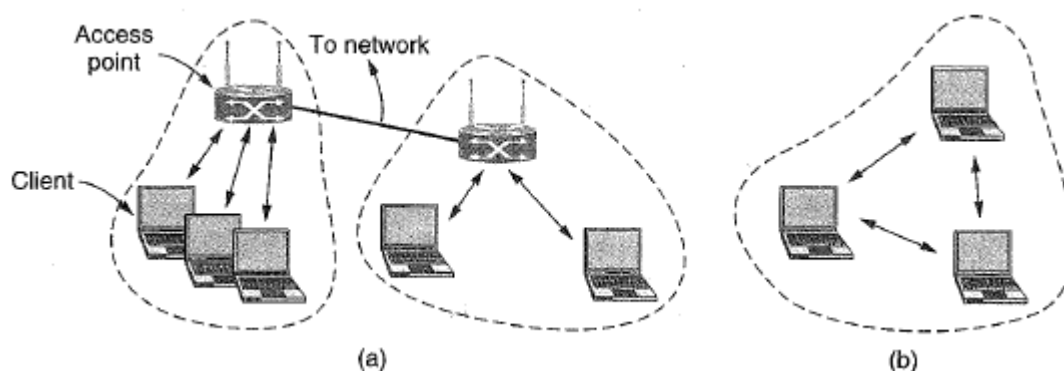 Access
point
To network
Client
(a)
(b)